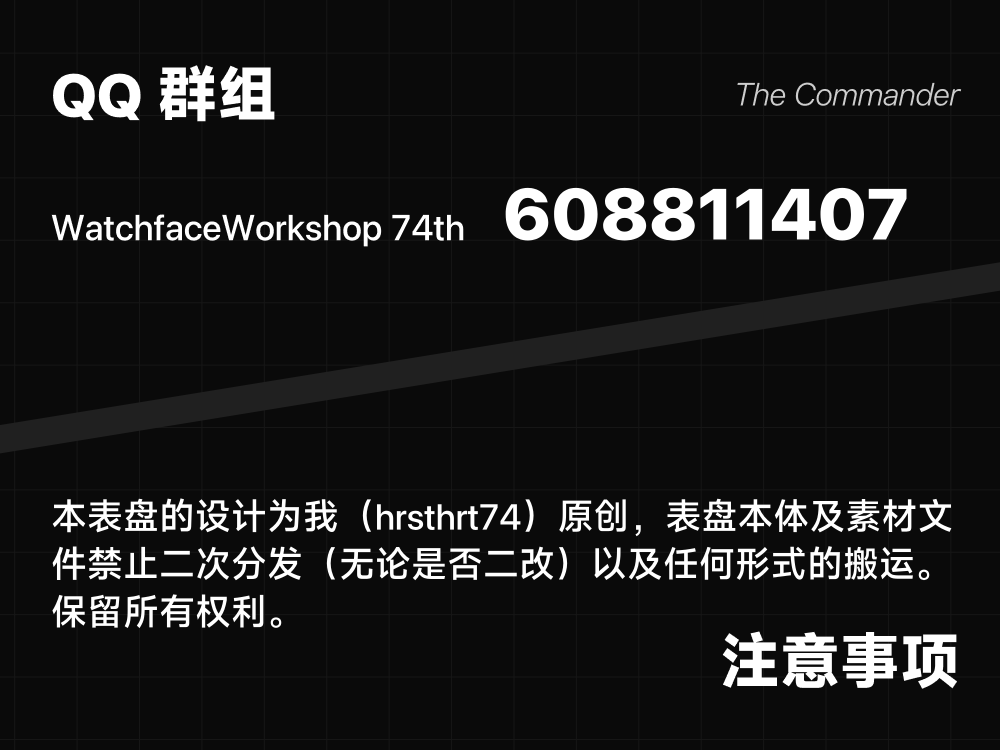 QQ 群组
The Commander
WatchfaceWorkshop 74th
608811407
本表盘的设计为我（hrsthrt74）原创，表盘本体及素材文
件禁止二次分发（无论是否二改）以及任何形式的搬运。
保留所有权利。
注意事项